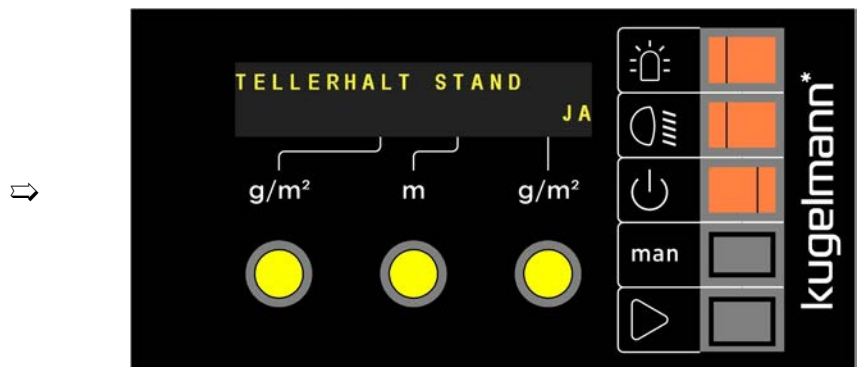 TELLERHALT STAND
JA
g/m² m g/m²
man
kugelmann*